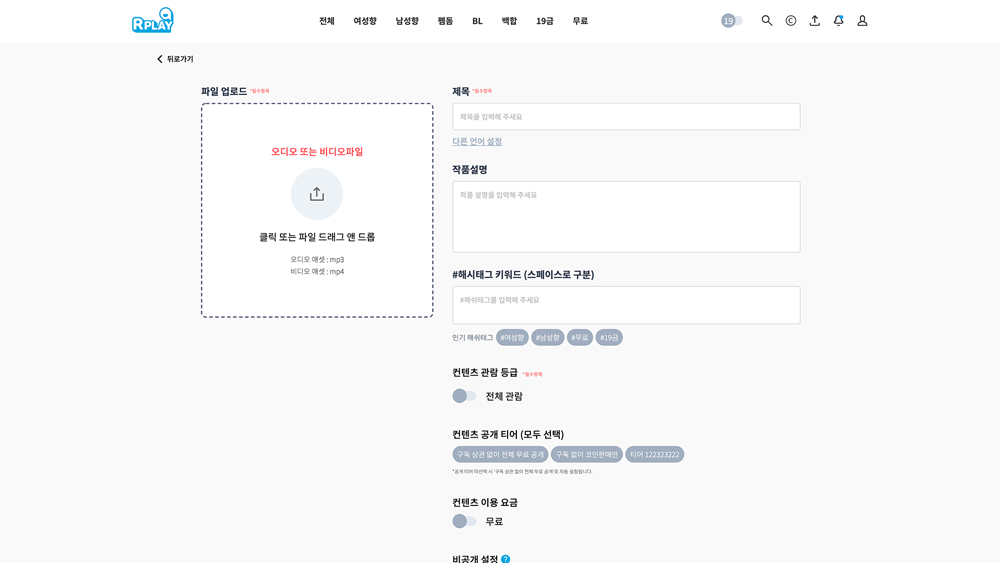 RPLAY
전체 여성향 남성향 펨돔 BL 백합 19금 무료
19
뒤로가기
파일 업로드 *필수항목
오디오 또는 비디오파일
클릭 또는 파일 드래그 앤 드롭
오디오 애셋 : mp3
비디오 애셋 : mp4
제목 *필수항목
제목을 입력해 주세요
다른 언어 설정
작품설명
작품 설명을 입력해 주세요
#해시태그 키워드 (스페이스로 구분)
#해쉬태그를 입력해 주세요
인기 해쉬태그 #여성향 #남성향 #무료 #19금
컨텐츠 관람 등급 *필수항목
전체 관람
컨텐츠 공개 티어 (모두 선택)
구독 상관 없이 전체 무료 공개 구독 없이 코인판매만 티어 122323222
*공개 티어 미선택 시 '구독 상관 없이 전체 무료 공개'로 자동 설정됩니다.
컨텐츠 이용 요금
무료
비공개 설정 ?